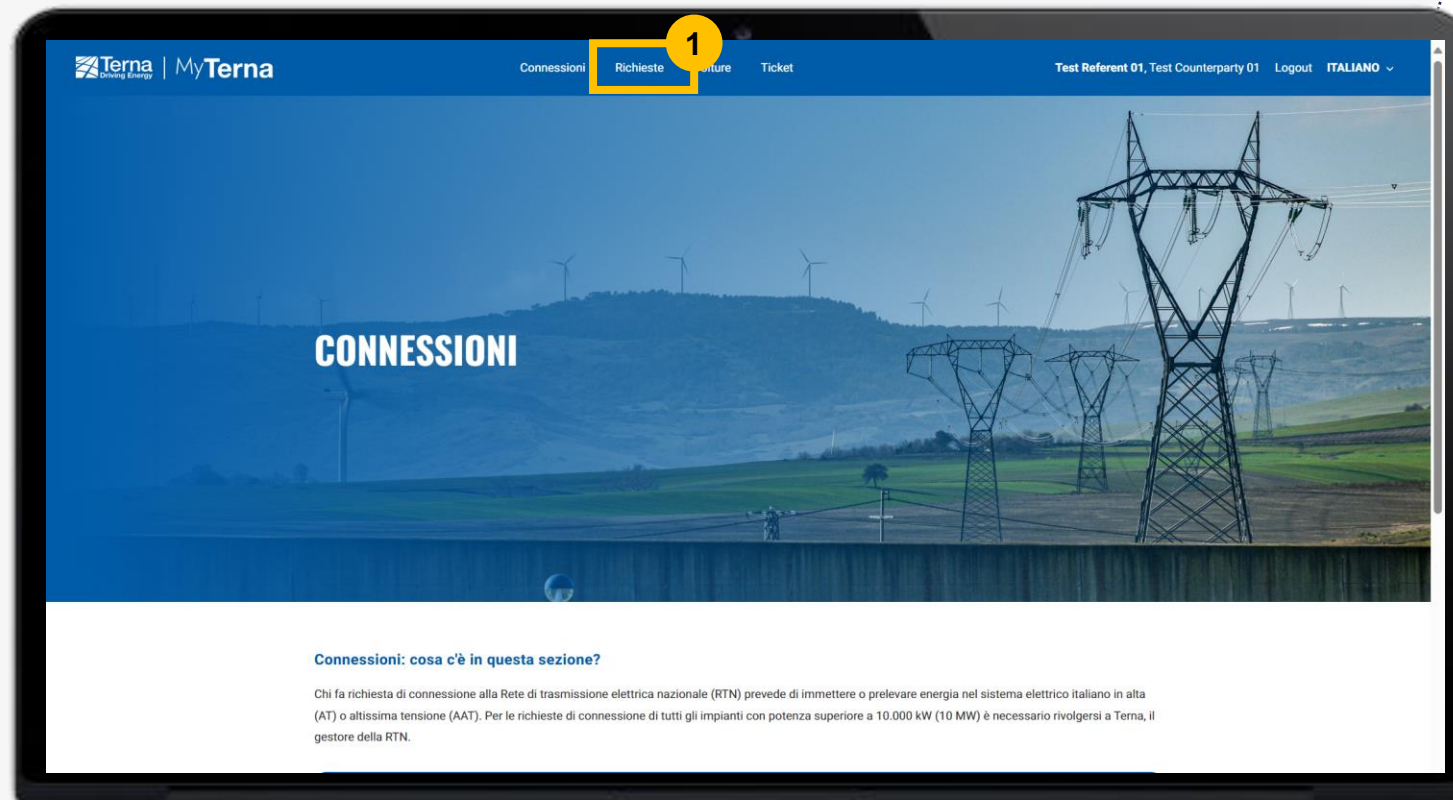 1
Terna
Driving Energy
MyTerna
Connessioni Richieste Ticket
Test Referent 01, Test Counterparty 01 Logout ITALIANO
CONNESSIONI
Connessioni: cosa c'è in questa sezione?
Chi fa richiesta di connessione alla Rete di trasmissione elettrica nazionale (RTN) prevede di immettere o prelevare energia nel sistema elettrico italiano in alta
(AT) o altissima tensione (AAT). Per le richieste di connessione di tutti gli impianti con potenza superiore a 10.000 kW (10 MW) è necessario rivolgersi a Terna, il
gestore della RTN.